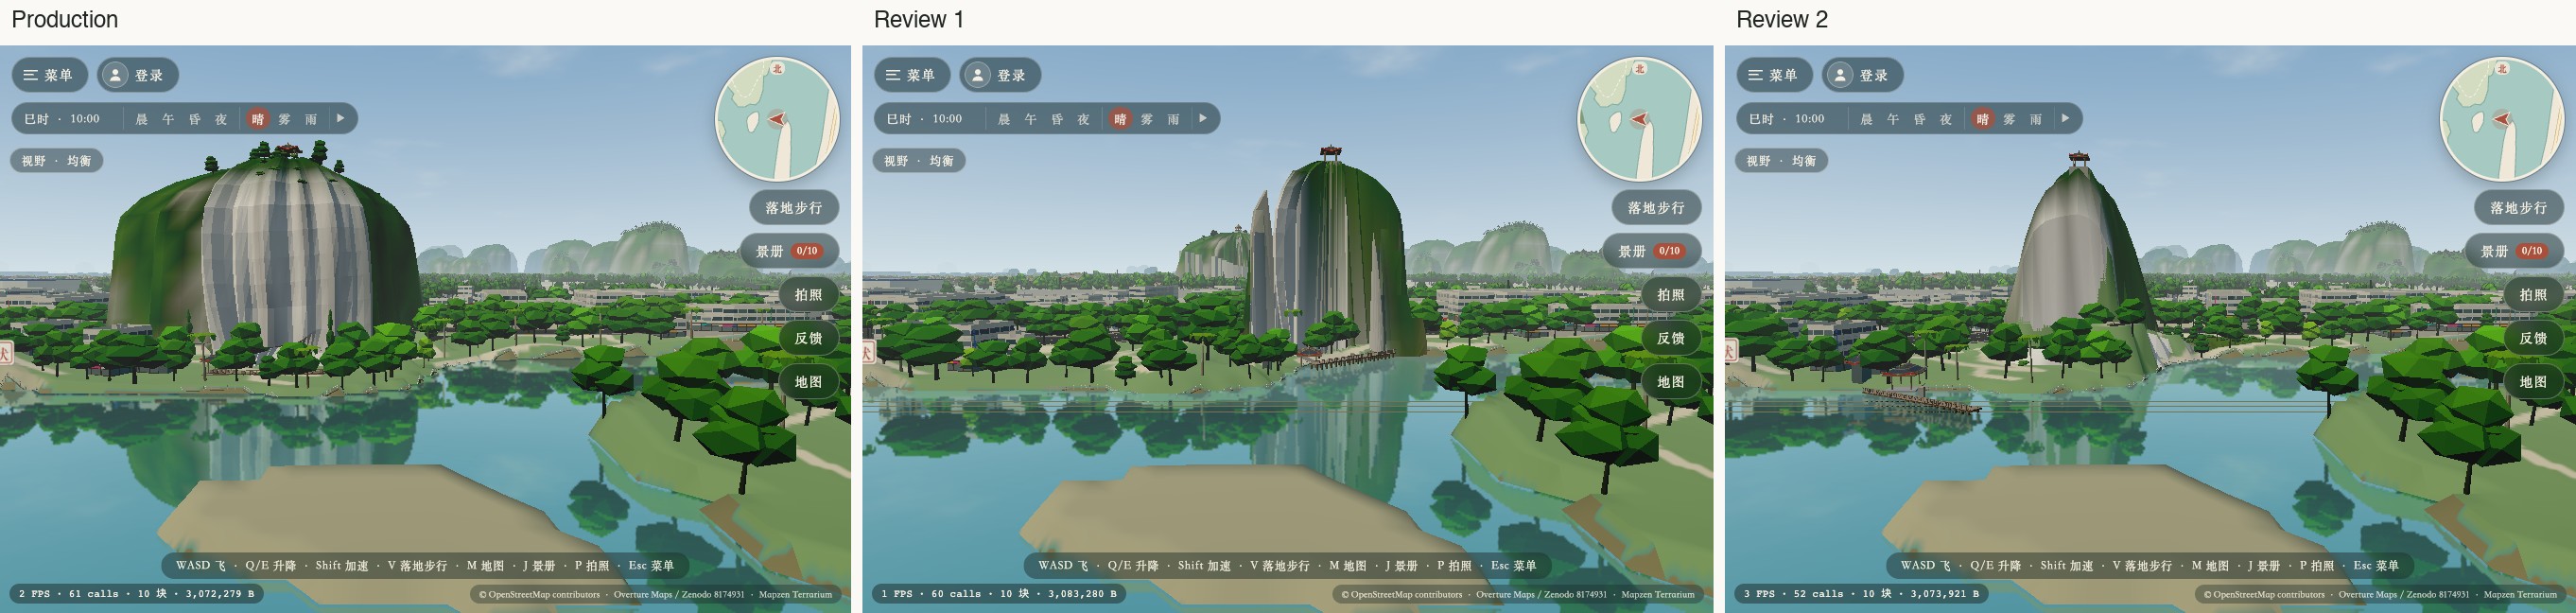 Production
菜单 登录
北
巳时 · 10:00 晨 午 昏 夜 晴 雾 雨
视野 · 均衡
落地步行
景册 0/10
拍照
反馈
地图
WASD 飞 · Q/E 升降 · Shift 加速 · V 落地步行 · M 地图 · J 景册 · P 拍照 · Esc 菜单
2 FPS · 61 calls · 10 块 · 3,072,279 B
© OpenStreetMap contributors · Overture Maps / Zenodo 8174931 · Mapzen Terrarium
Review 1
菜单 登录
北
巳时 · 10:00 晨 午 昏 夜 晴 雾 雨
视野 · 均衡
落地步行
景册 0/10
拍照
反馈
地图
WASD 飞 · Q/E 升降 · Shift 加速 · V 落地步行 · M 地图 · J 景册 · P 拍照 · Esc 菜单
1 FPS · 60 calls · 10 块 · 3,083,280 B
© OpenStreetMap contributors · Overture Maps / Zenodo 8174931 · Mapzen Terrarium
Review 2
菜单 登录
北
巳时 · 10:00 晨 午 昏 夜 晴 雾 雨
视野 · 均衡
落地步行
景册 0/10
拍照
反馈
地图
WASD 飞 · Q/E 升降 · Shift 加速 · V 落地步行 · M 地图 · J 景册 · P 拍照 · Esc 菜单
3 FPS · 52 calls · 10 块 · 3,073,921 B
© OpenStreetMap contributors · Overture Maps / Zenodo 8174931 · Mapzen Terrarium